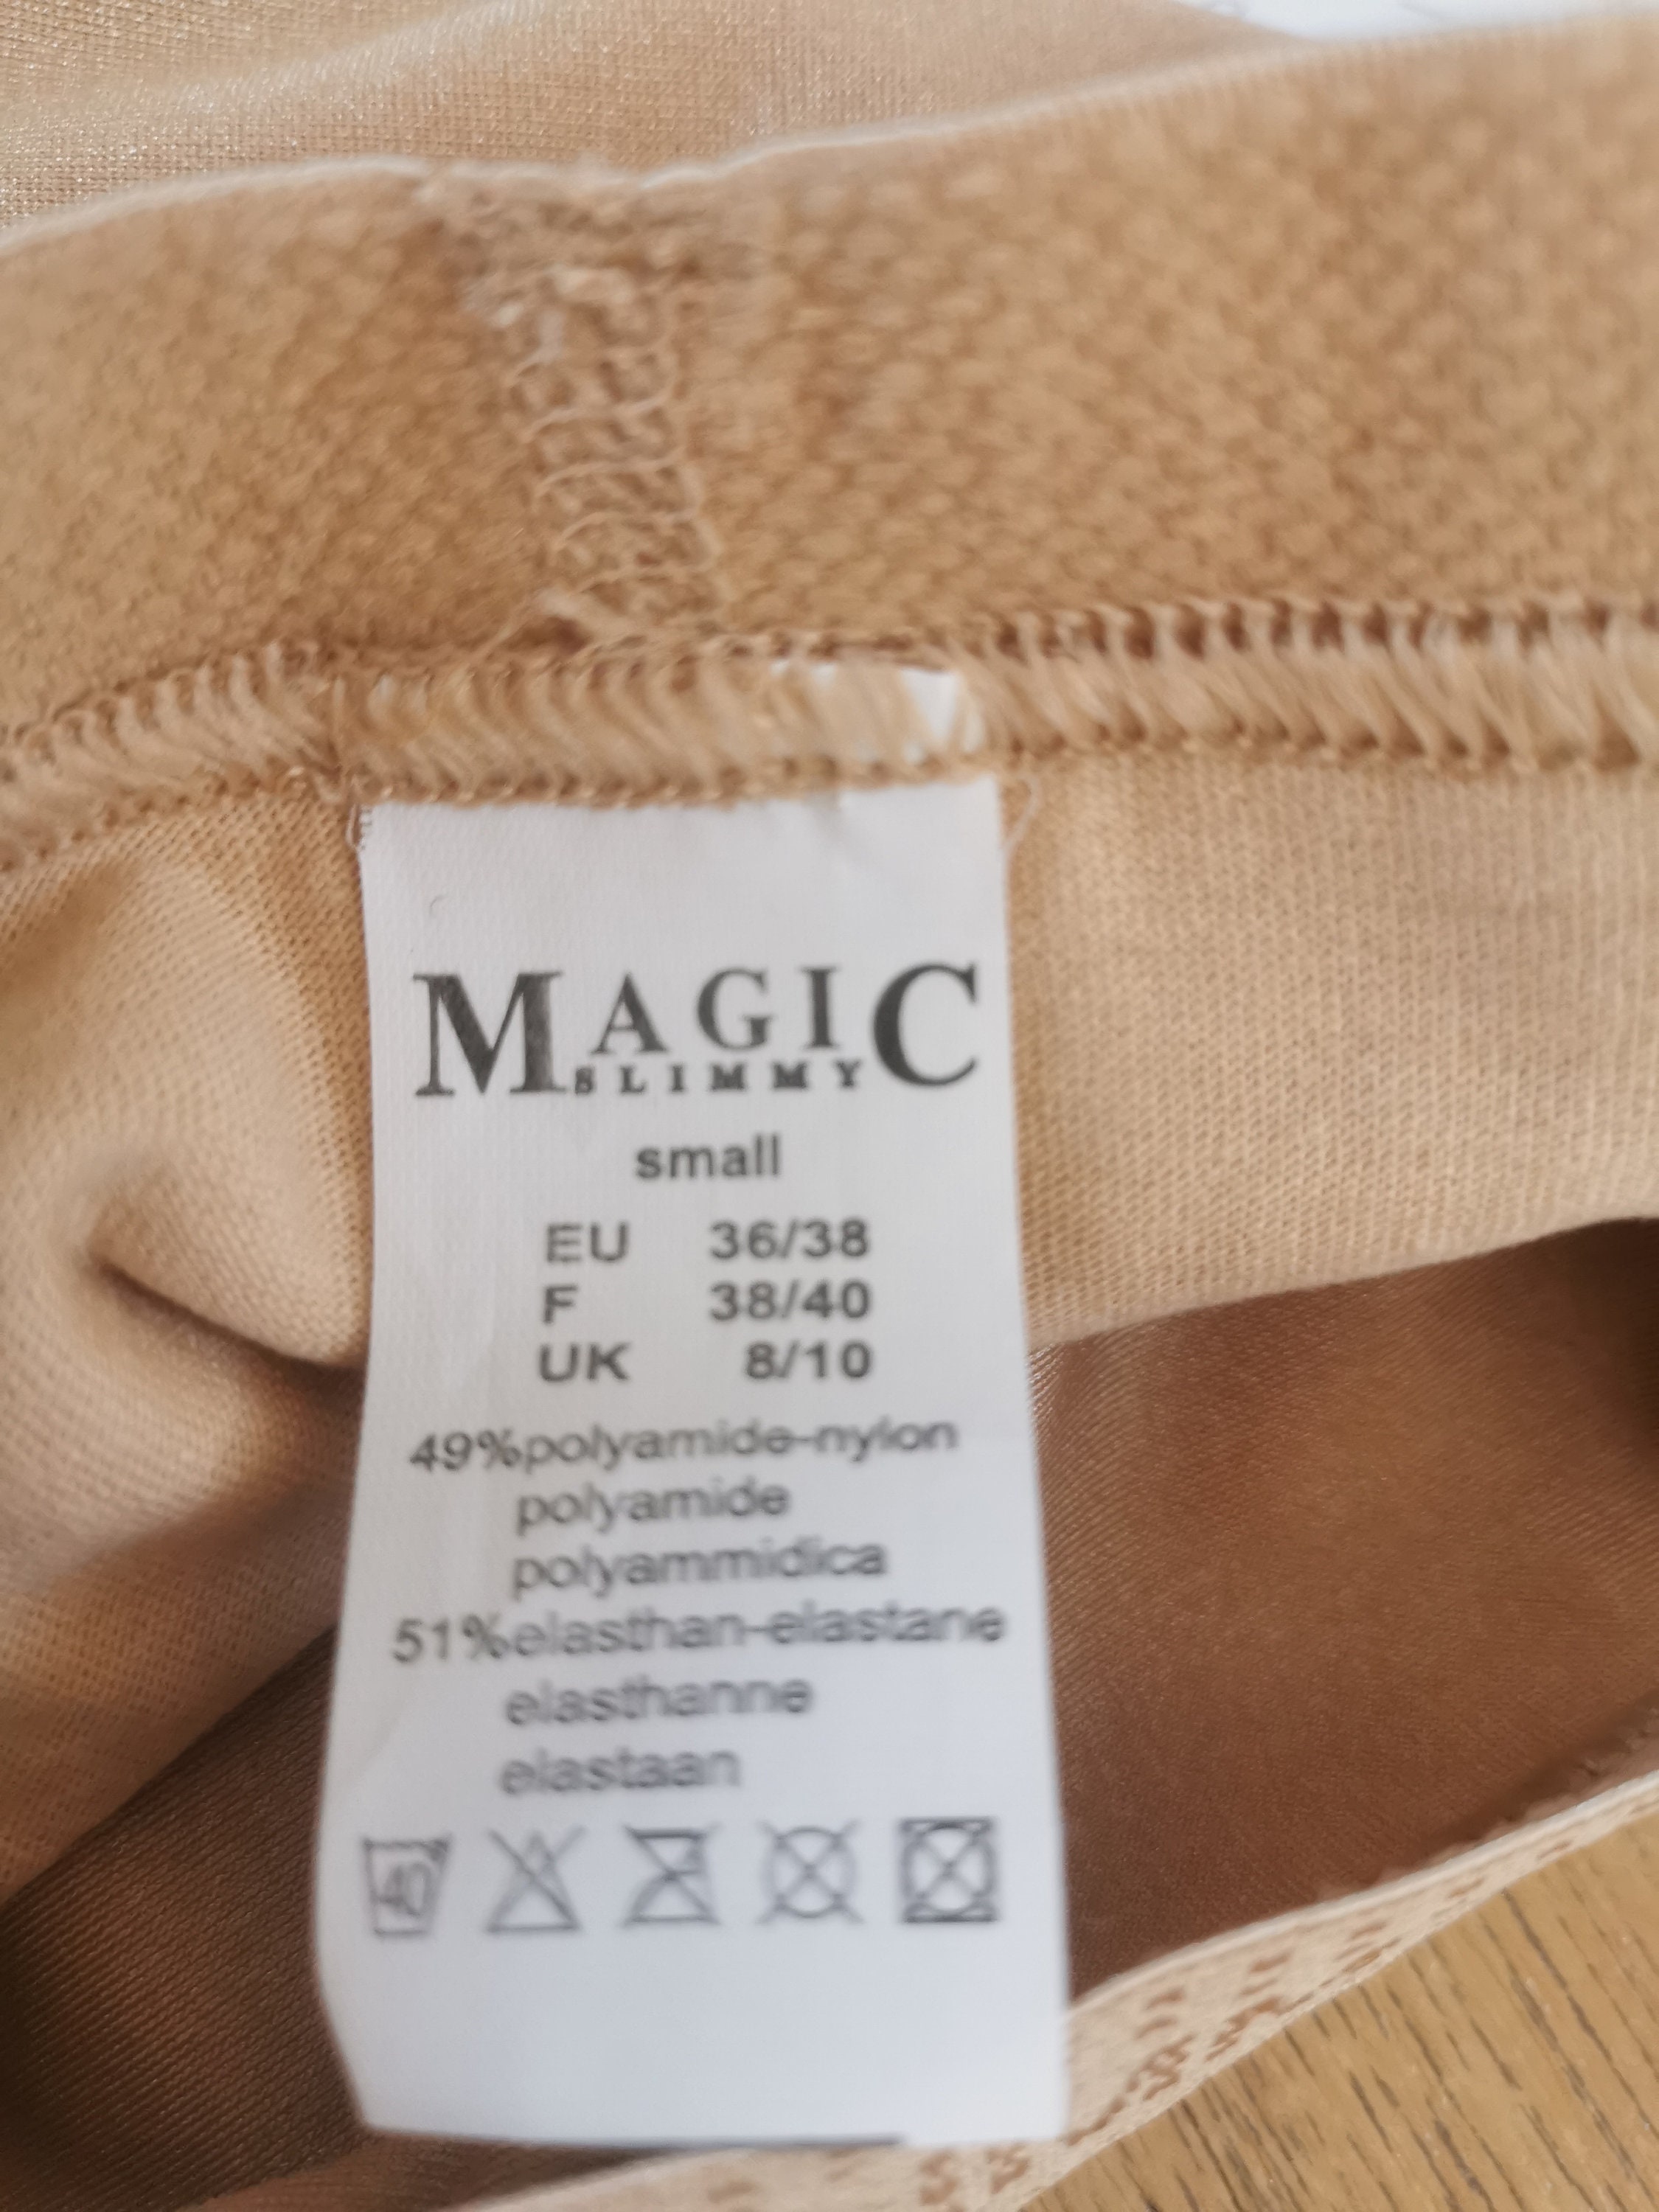 MAGIC
SLIMMY
small
EU 36/38
F 38/40
UK 8/10
49%polyamide-nylon
polyamide
polyammidica
51%elasthan-elastane
elasthanne
elastaan
40